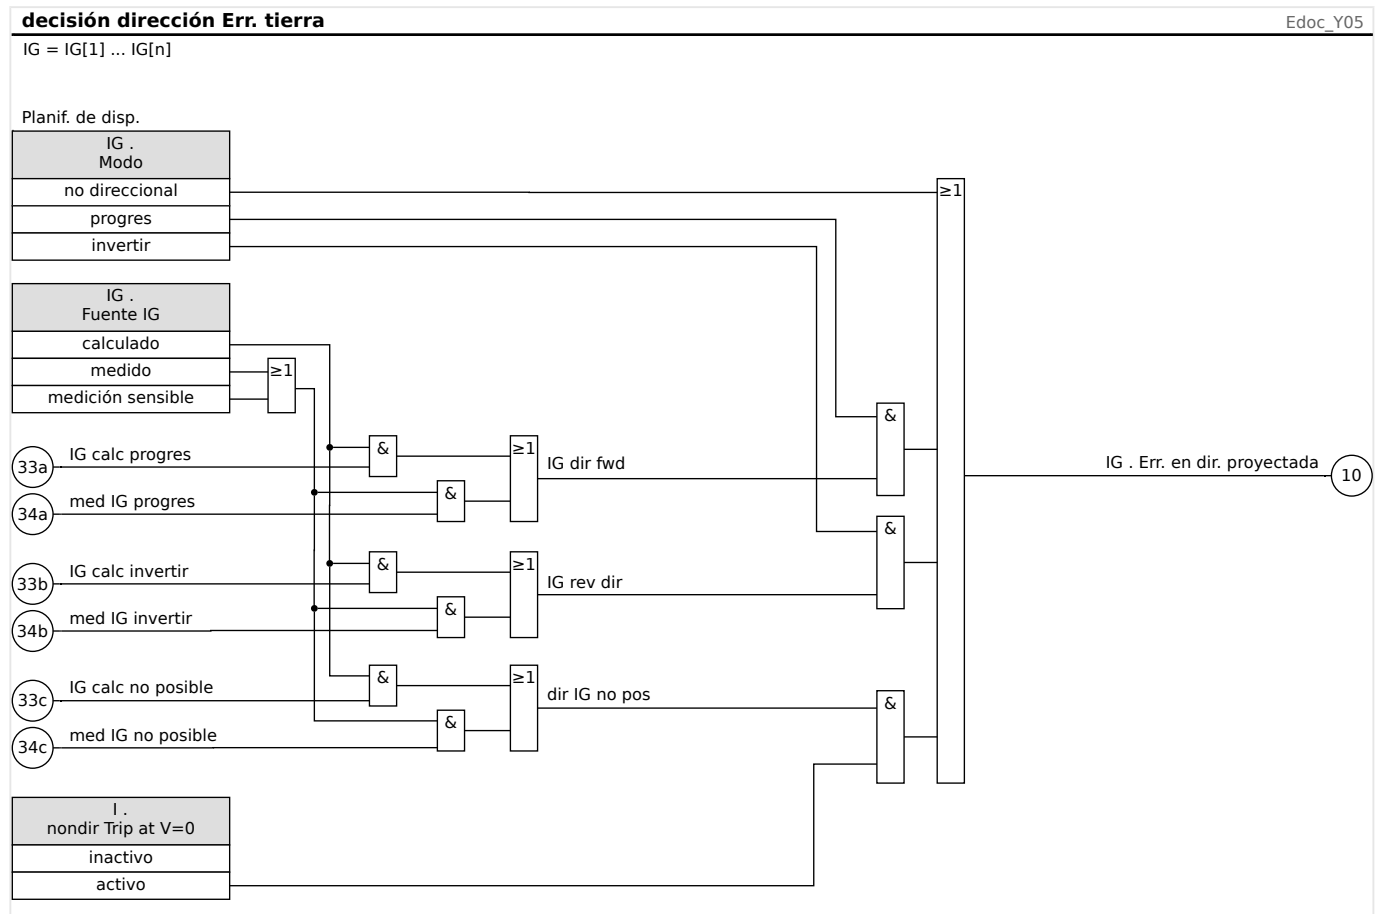 decisión dirección Err. tierra
Edoc_Y05
IG = IG[1] ... IG[n]
Planif. de disp.
IG .
Modo
no direccional
progres
invertir
≥1
IG .
Fuente IG
calculado
medido
medición sensible
≥1
33a
IG calc progres
&
≥1
IG dir fwd
&
34a
med IG progres
&
IG . Err. en dir. proyectada
10
33b
IG calc invertir
&
≥1
IG rev dir
&
34b
med IG invertir
&
33c
IG calc no posible
&
≥1
dir IG no pos
&
34c
med IG no posible
&
I .
nondir Trip at V=0
inactivo
activo